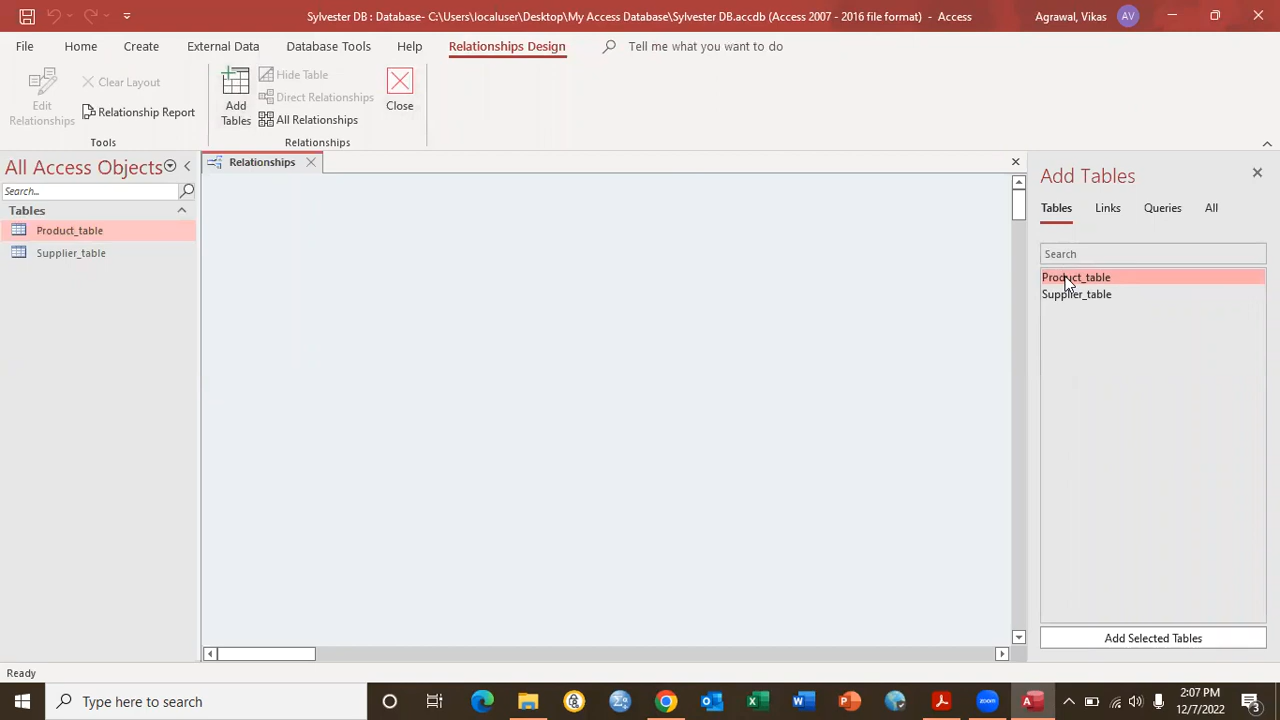 Sylvester DB : Database- C:\Users\localuser\Desktop\My Access Database\Sylvester DB.accdb (Access 2007 - 2016 file format) - Access
Agrawal, Vikas
AV
File Home Create External Data Database Tools Help Relationships Design Tell me what you want to do
Edit Relationships
Clear Layout
Relationship Report
Tools
Add Tables
Hide Table
Direct Relationships
All Relationships
Close
Relationships
All Access Objects
Search...
Tables
Product_table
Supplier_table
Relationships
Add Tables
Tables Links Queries All
Search
Product_table
Supplier_table
Add Selected Tables
Ready
Type here to search
zoom
2:07 PM
12/7/2022
3